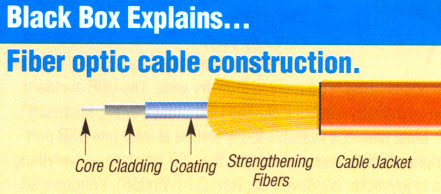 Black Box Explains...
Fiber optic cable construction.
Core Cladding Coating Strengthening Fibers Cable Jacket